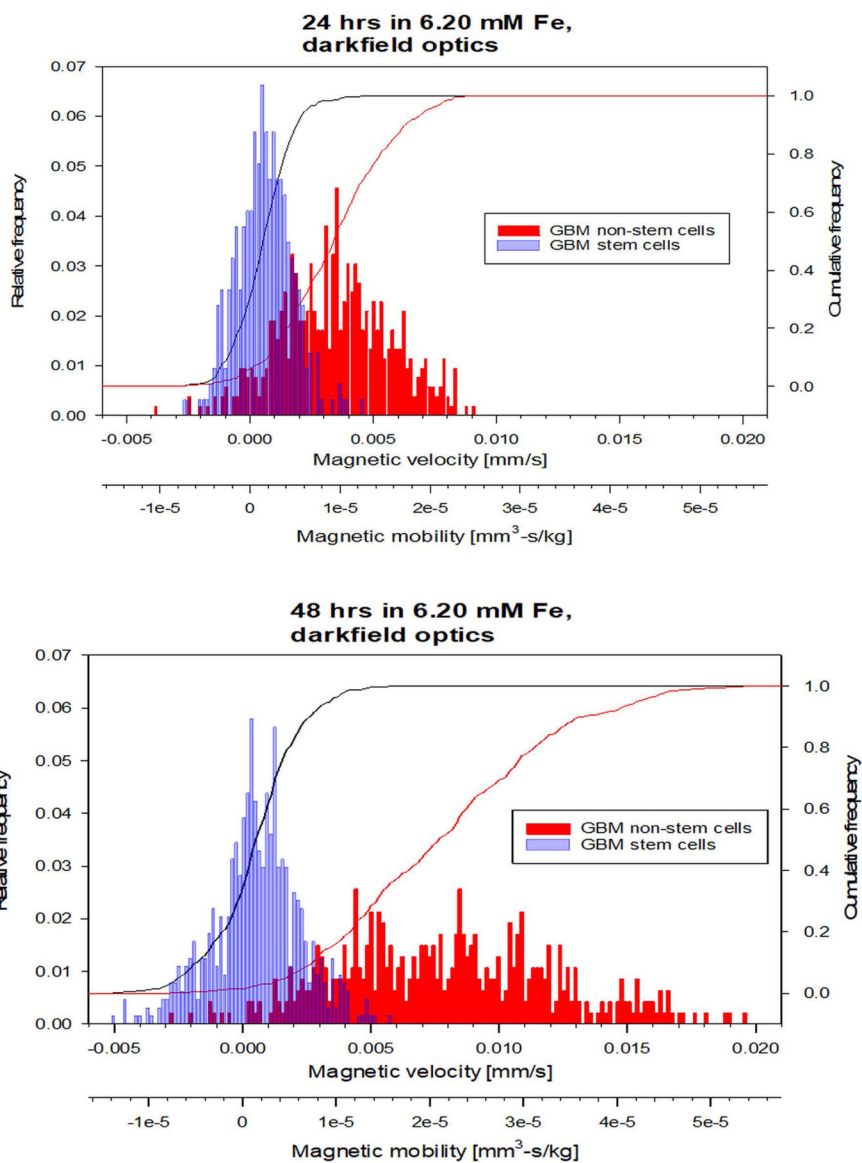 24 hrs in 6.20 mM Fe,
darkfield optics
0.07
0.06
0.05
0.04
0.03
0.02
0.01
0.00
Relative frequency
1.0
0.8
0.6
0.4
0.2
0.0
Cumulative frequency
GBM non-stem cells
GBM stem cells
-0.005 0.000 0.005 0.010 0.015 0.020
Magnetic velocity [mm/s]
-1e-5 0 1e-5 2e-5 3e-5 4e-5 5e-5
Magnetic mobility [mm³-s/kg]
48 hrs in 6.20 mM Fe,
darkfield optics
0.07
0.06
0.05
0.04
0.03
0.02
0.01
0.00
Relative frequency
1.0
0.8
0.6
0.4
0.2
0.0
Cumulative frequency
GBM non-stem cells
GBM stem cells
-0.005 0.000 0.005 0.010 0.015 0.020
Magnetic velocity [mm/s]
-1e-5 0 1e-5 2e-5 3e-5 4e-5 5e-5
Magnetic mobility [mm³-s/kg]